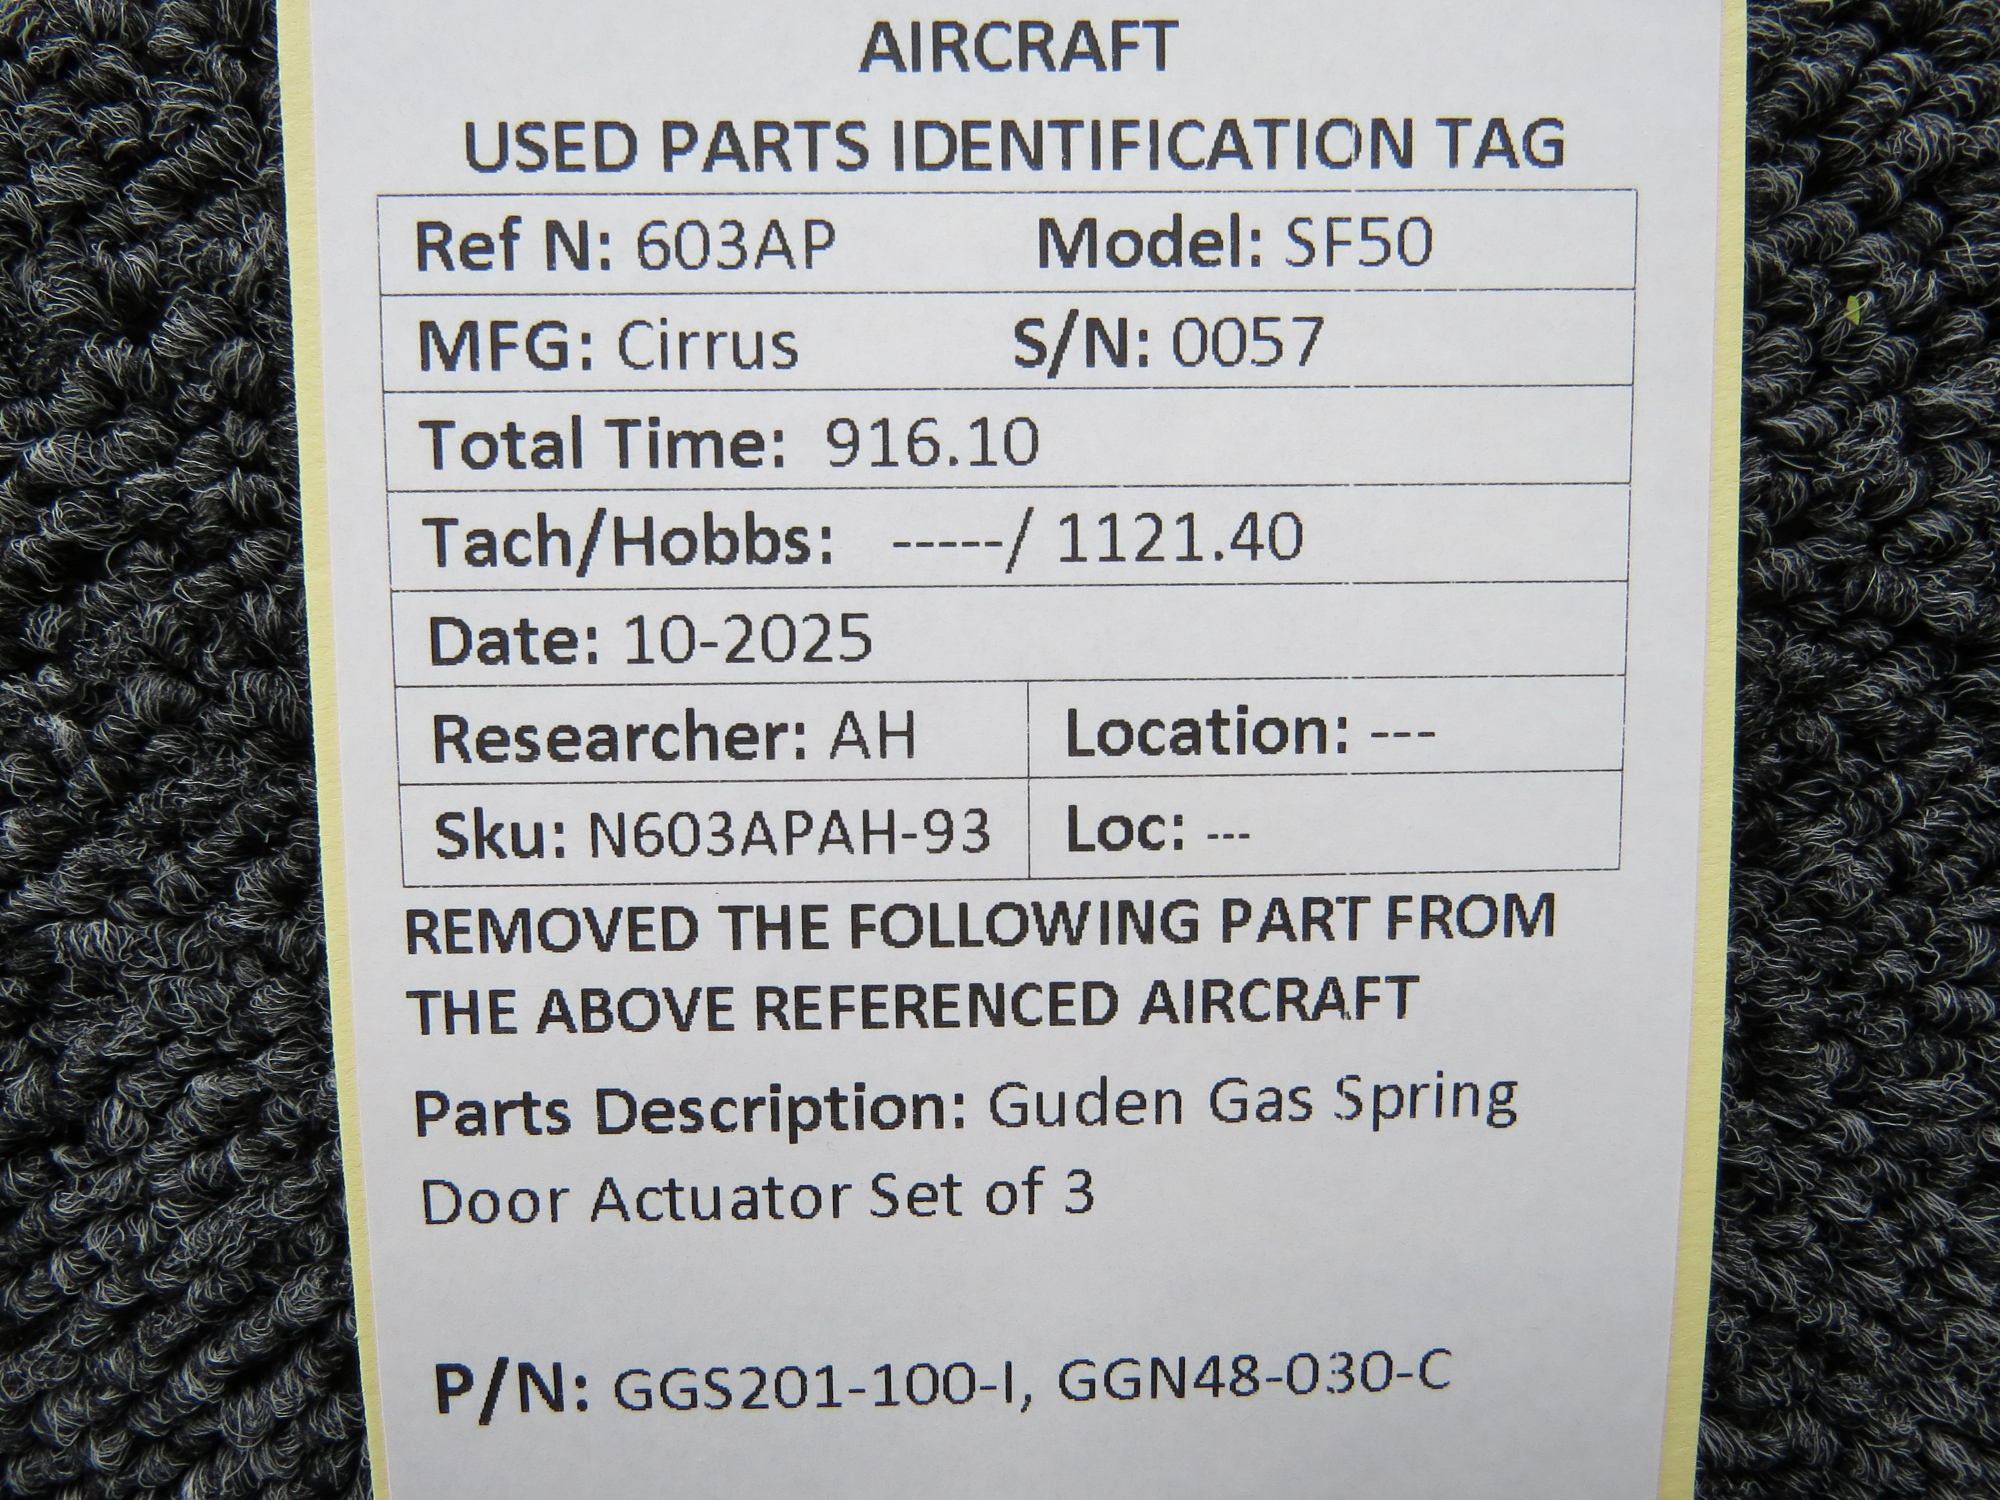 AIRCRAFT
USED PARTS IDENTIFICATION TAG
Ref N: 603AP Model: SF50
MFG: Cirrus S/N: 0057
Total Time: 916.10
Tach/Hobbs: -----/ 1121.40
Date: 10-2025
Researcher: AH Location: ---
Sku: N603APAH-93 Loc: ---
REMOVED THE FOLLOWING PART FROM
THE ABOVE REFERENCED AIRCRAFT
Parts Description: Guden Gas Spring
Door Actuator Set of 3
P/N: GGS201-100-I, GGN48-030-C